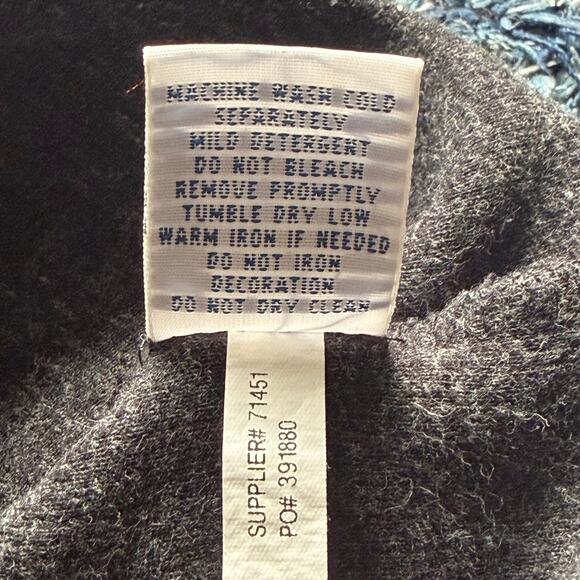 MACHINE WASH COLD
SEPARATELY
MILD DETERGENT
DO NOT BLEACH
REMOVE PROMPTLY
TUMBLE DRY LOW
WARM IRON IF NEEDED
DO NOT IRON
DECORATION
DO NOT DRY CLEAN
SUPPLIER# 71451
PO# 391880